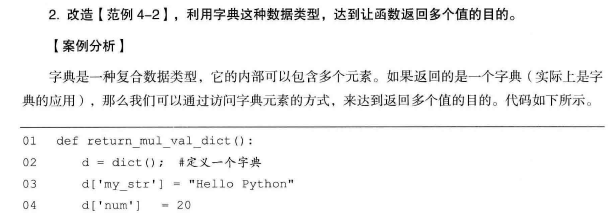 2. 改造【范例 4-2】，利用字典这种数据类型，达到让函数返回多个值的目的。
【案例分析】
字典是一种复合数据类型，它的内部可以包含多个元素。如果返回的是一个字典（实际上是字
典的应用），那么我们可以通过访问字典元素的方式，来达到返回多个值的目的。代码如下所示。
01 def return_mul_val_dict():
02 d = dict(); #定义一个字典
03 d['my_str'] = "Hello Python"
04 d['num'] = 20